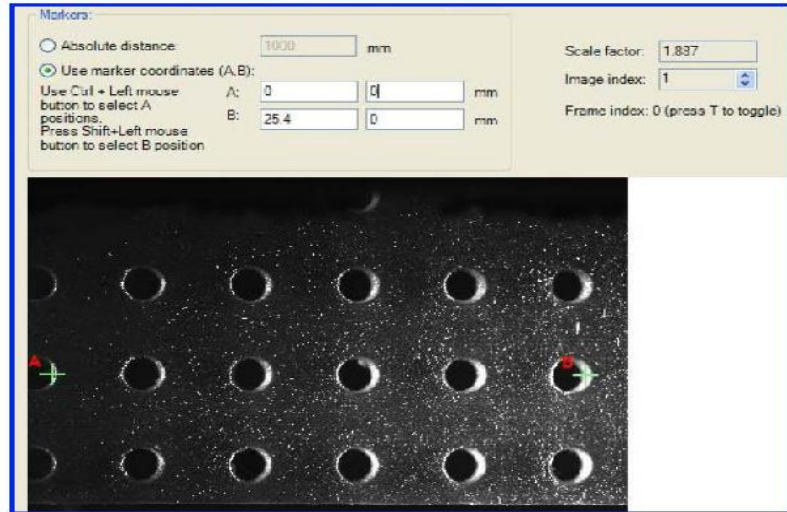 Markers:
Absolute distance: 1000 mm
Use marker coordinates (A,B):
Use Ctrl + Left mouse
button to select A
positions.
Press Shift+Left mouse
button to select B position
A: 0 0 mm
B: 25.4 0 mm
Scale factor: 1.887
Image index: 1
Frame index: 0 (press T to toggle)
A
B